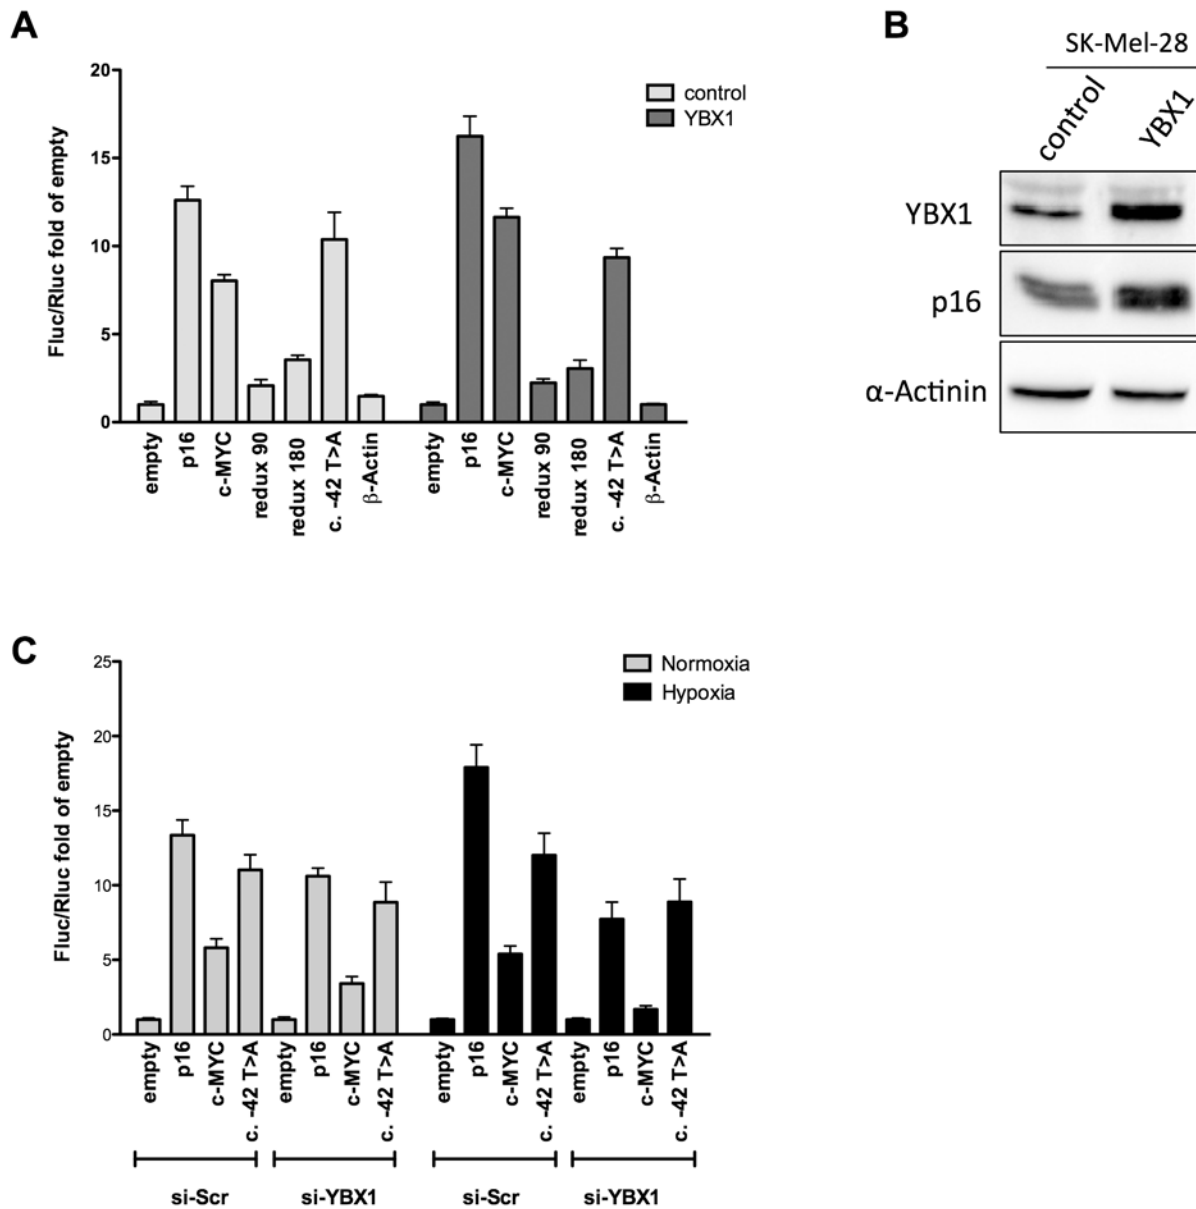 A
20
15
10
5
0
Fluc/Rluc fold of empty
control
YBX1
empty
p16
c-MYC
redux 90
redux 180
c. -42 T>A
β-Actin
empty
p16
c-MYC
redux 90
redux 180
c. -42 T>A
β-Actin
B
SK-Mel-28
control
YBX1
YBX1
p16
α-Actinin
C
25
20
15
10
5
0
Fluc/Rluc fold of empty
Normoxia
Hypoxia
empty
p16
c-MYC
c. -42 T>A
empty
p16
c-MYC
c. -42 T>A
empty
p16
c-MYC
c. -42 T>A
empty
p16
c-MYC
c. -42 T>A
si-Scr
si-YBX1
si-Scr
si-YBX1